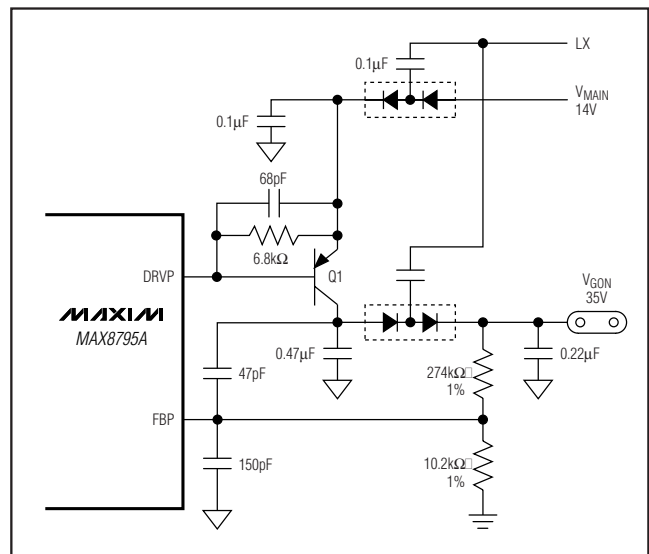 LX
0.1µF
VMAIN
14V
0.1µF
68pF
6.8kΩ
DRVP
Q1
VGON
35V
MAXIM
MAX8795A
0.47µF
0.22µF
274kΩ□
1%
47pF
FBP
150pF
10.2kΩ□
1%